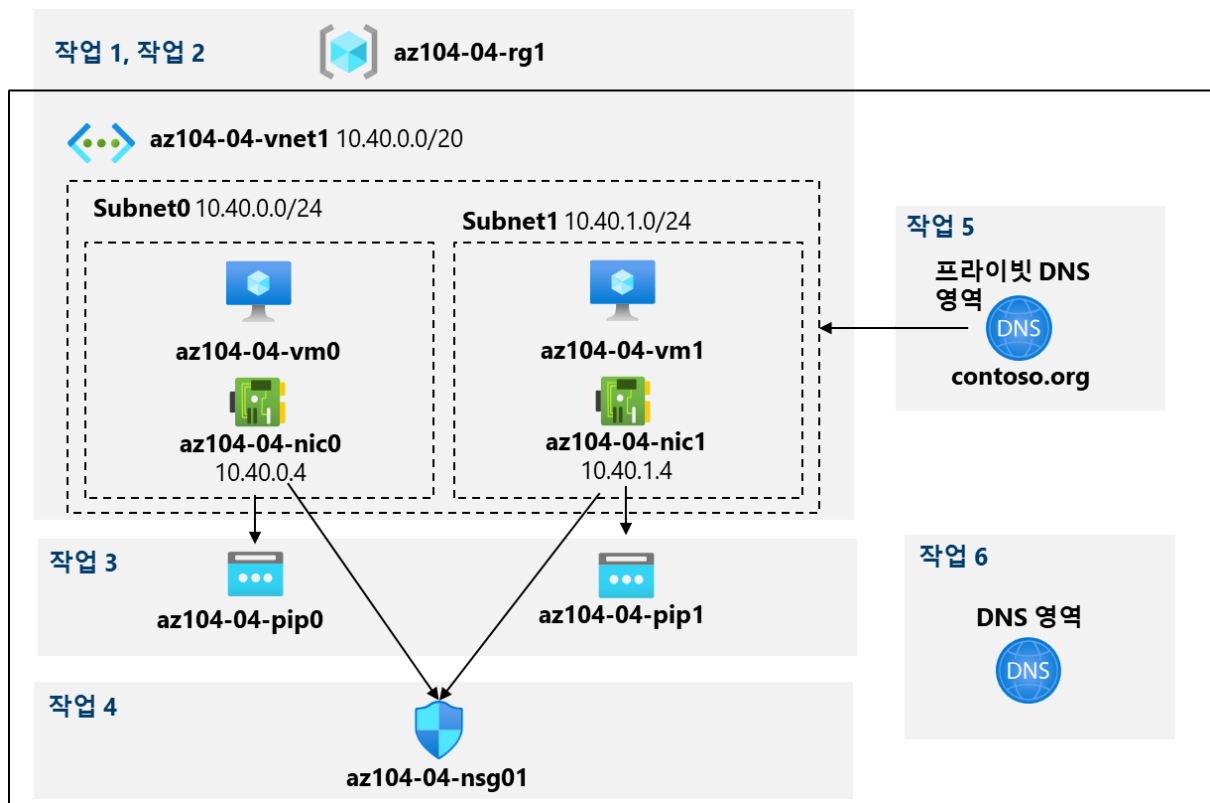 작업 1, 작업 2
az104-04-rg1
az104-04-vnet1 10.40.0.0/20
Subnet0 10.40.0.0/24
Subnet1 10.40.1.0/24
az104-04-vm0
az104-04-vm1
az104-04-nic0
10.40.0.4
az104-04-nic1
10.40.1.4
작업 5
프라이빗 DNS
영역
DNS
contoso.org
작업 3
az104-04-pip0
az104-04-pip1
작업 6
DNS 영역
DNS
작업 4
az104-04-nsg01